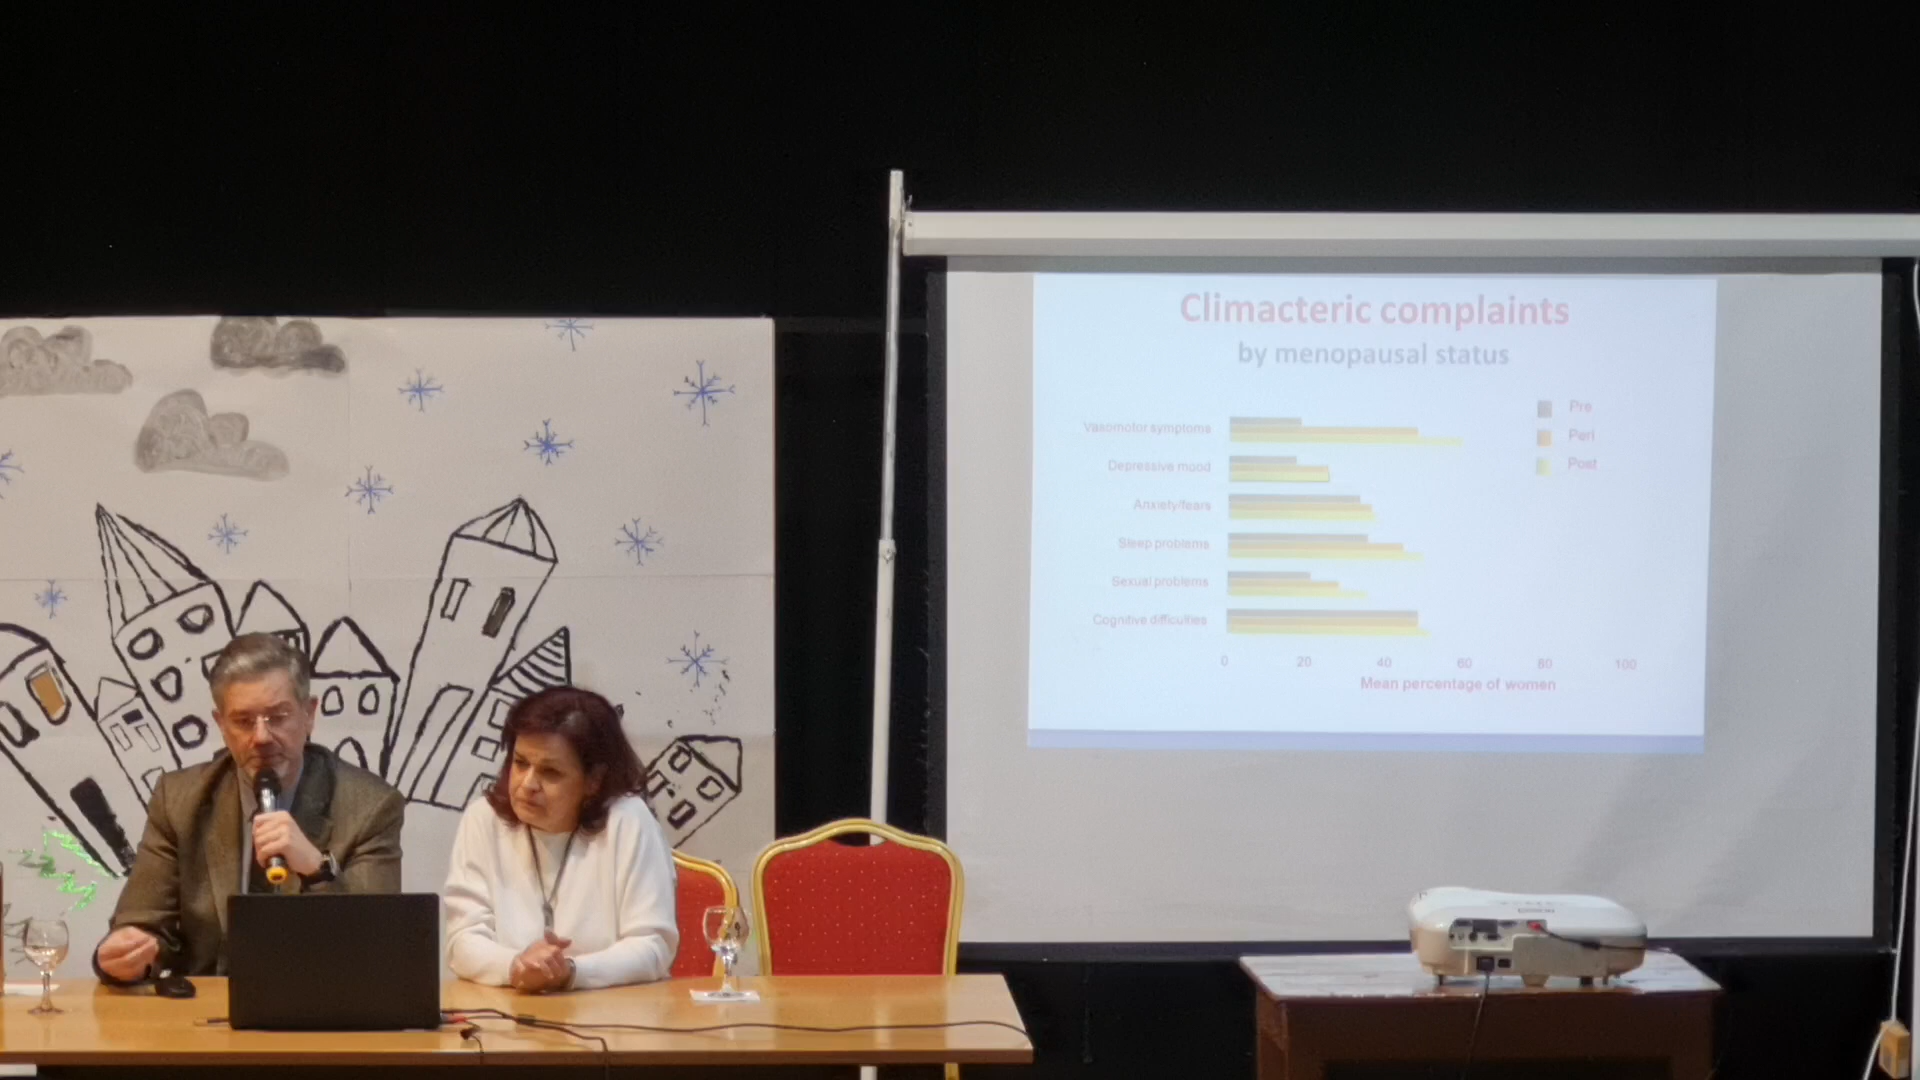 Climacteric complaints
by menopausal status
Pre
Peri
Post
Vasomotor symptoms
Depressive mood
Anxiety/fears
Sleep problems
Sexual problems
Cognitive difficulties
0 20 40 60 80 100
Mean percentage of women